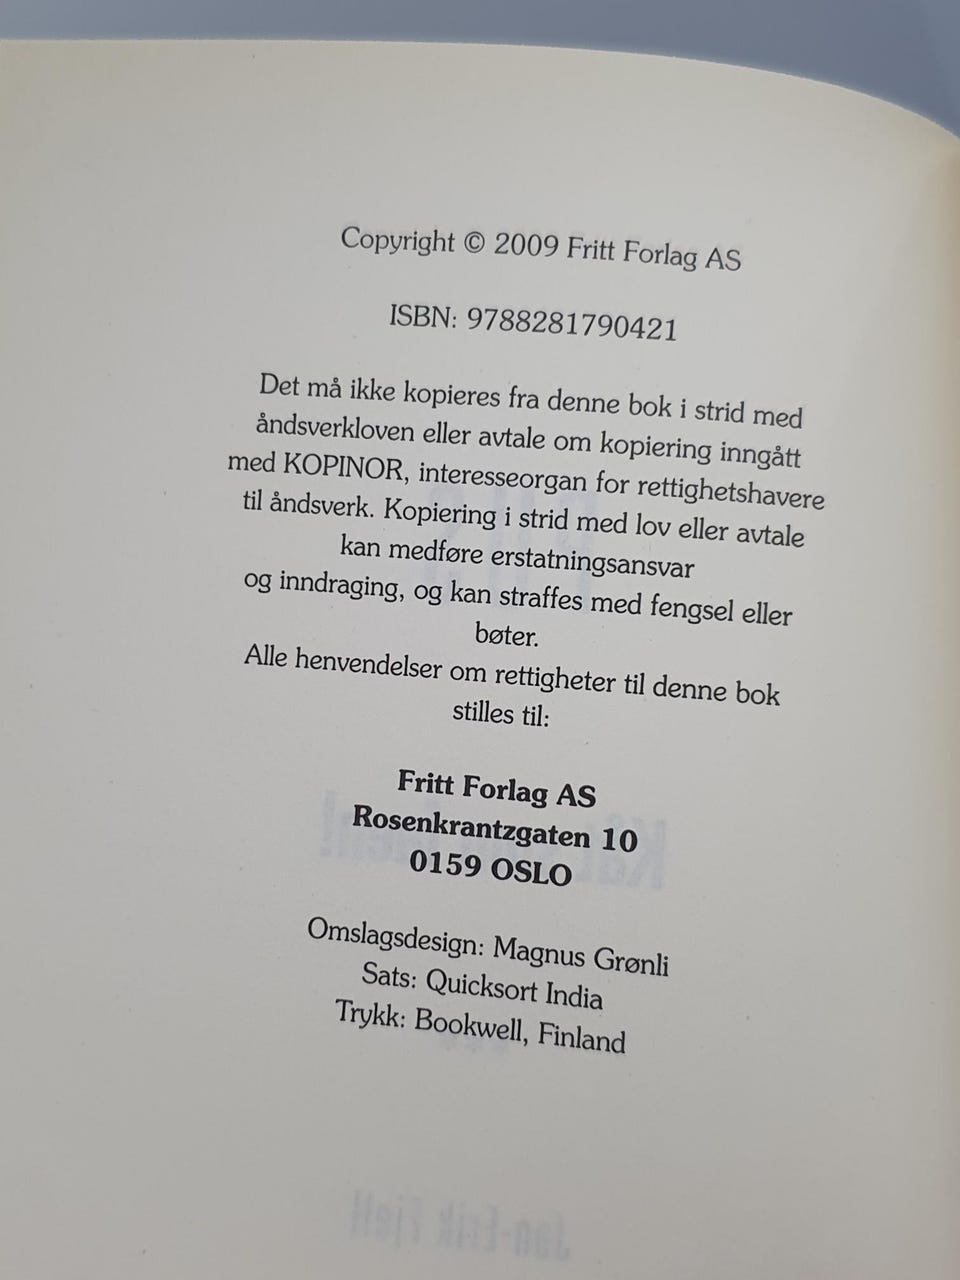 Copyright © 2009 Fritt Forlag AS
ISBN: 9788281790421
Det må ikke kopieres fra denne bok i strid med
åndsverkloven eller avtale om kopiering inngått
med KOPINOR, interesseorgan for rettighetshavere
til åndsverk. Kopiering i strid med lov eller avtale
kan medføre erstatningsansvar
og inndraging, og kan straffes med fengsel eller
bøter.
Alle henvendelser om rettigheter til denne bok
stilles til:
Fritt Forlag AS
Rosenkrantzgaten 10
0159 OSLO
Omslagsdesign: Magnus Grønli
Sats: Quicksort India
Trykk: Bookwell, Finland
Jan-Erik Fjell